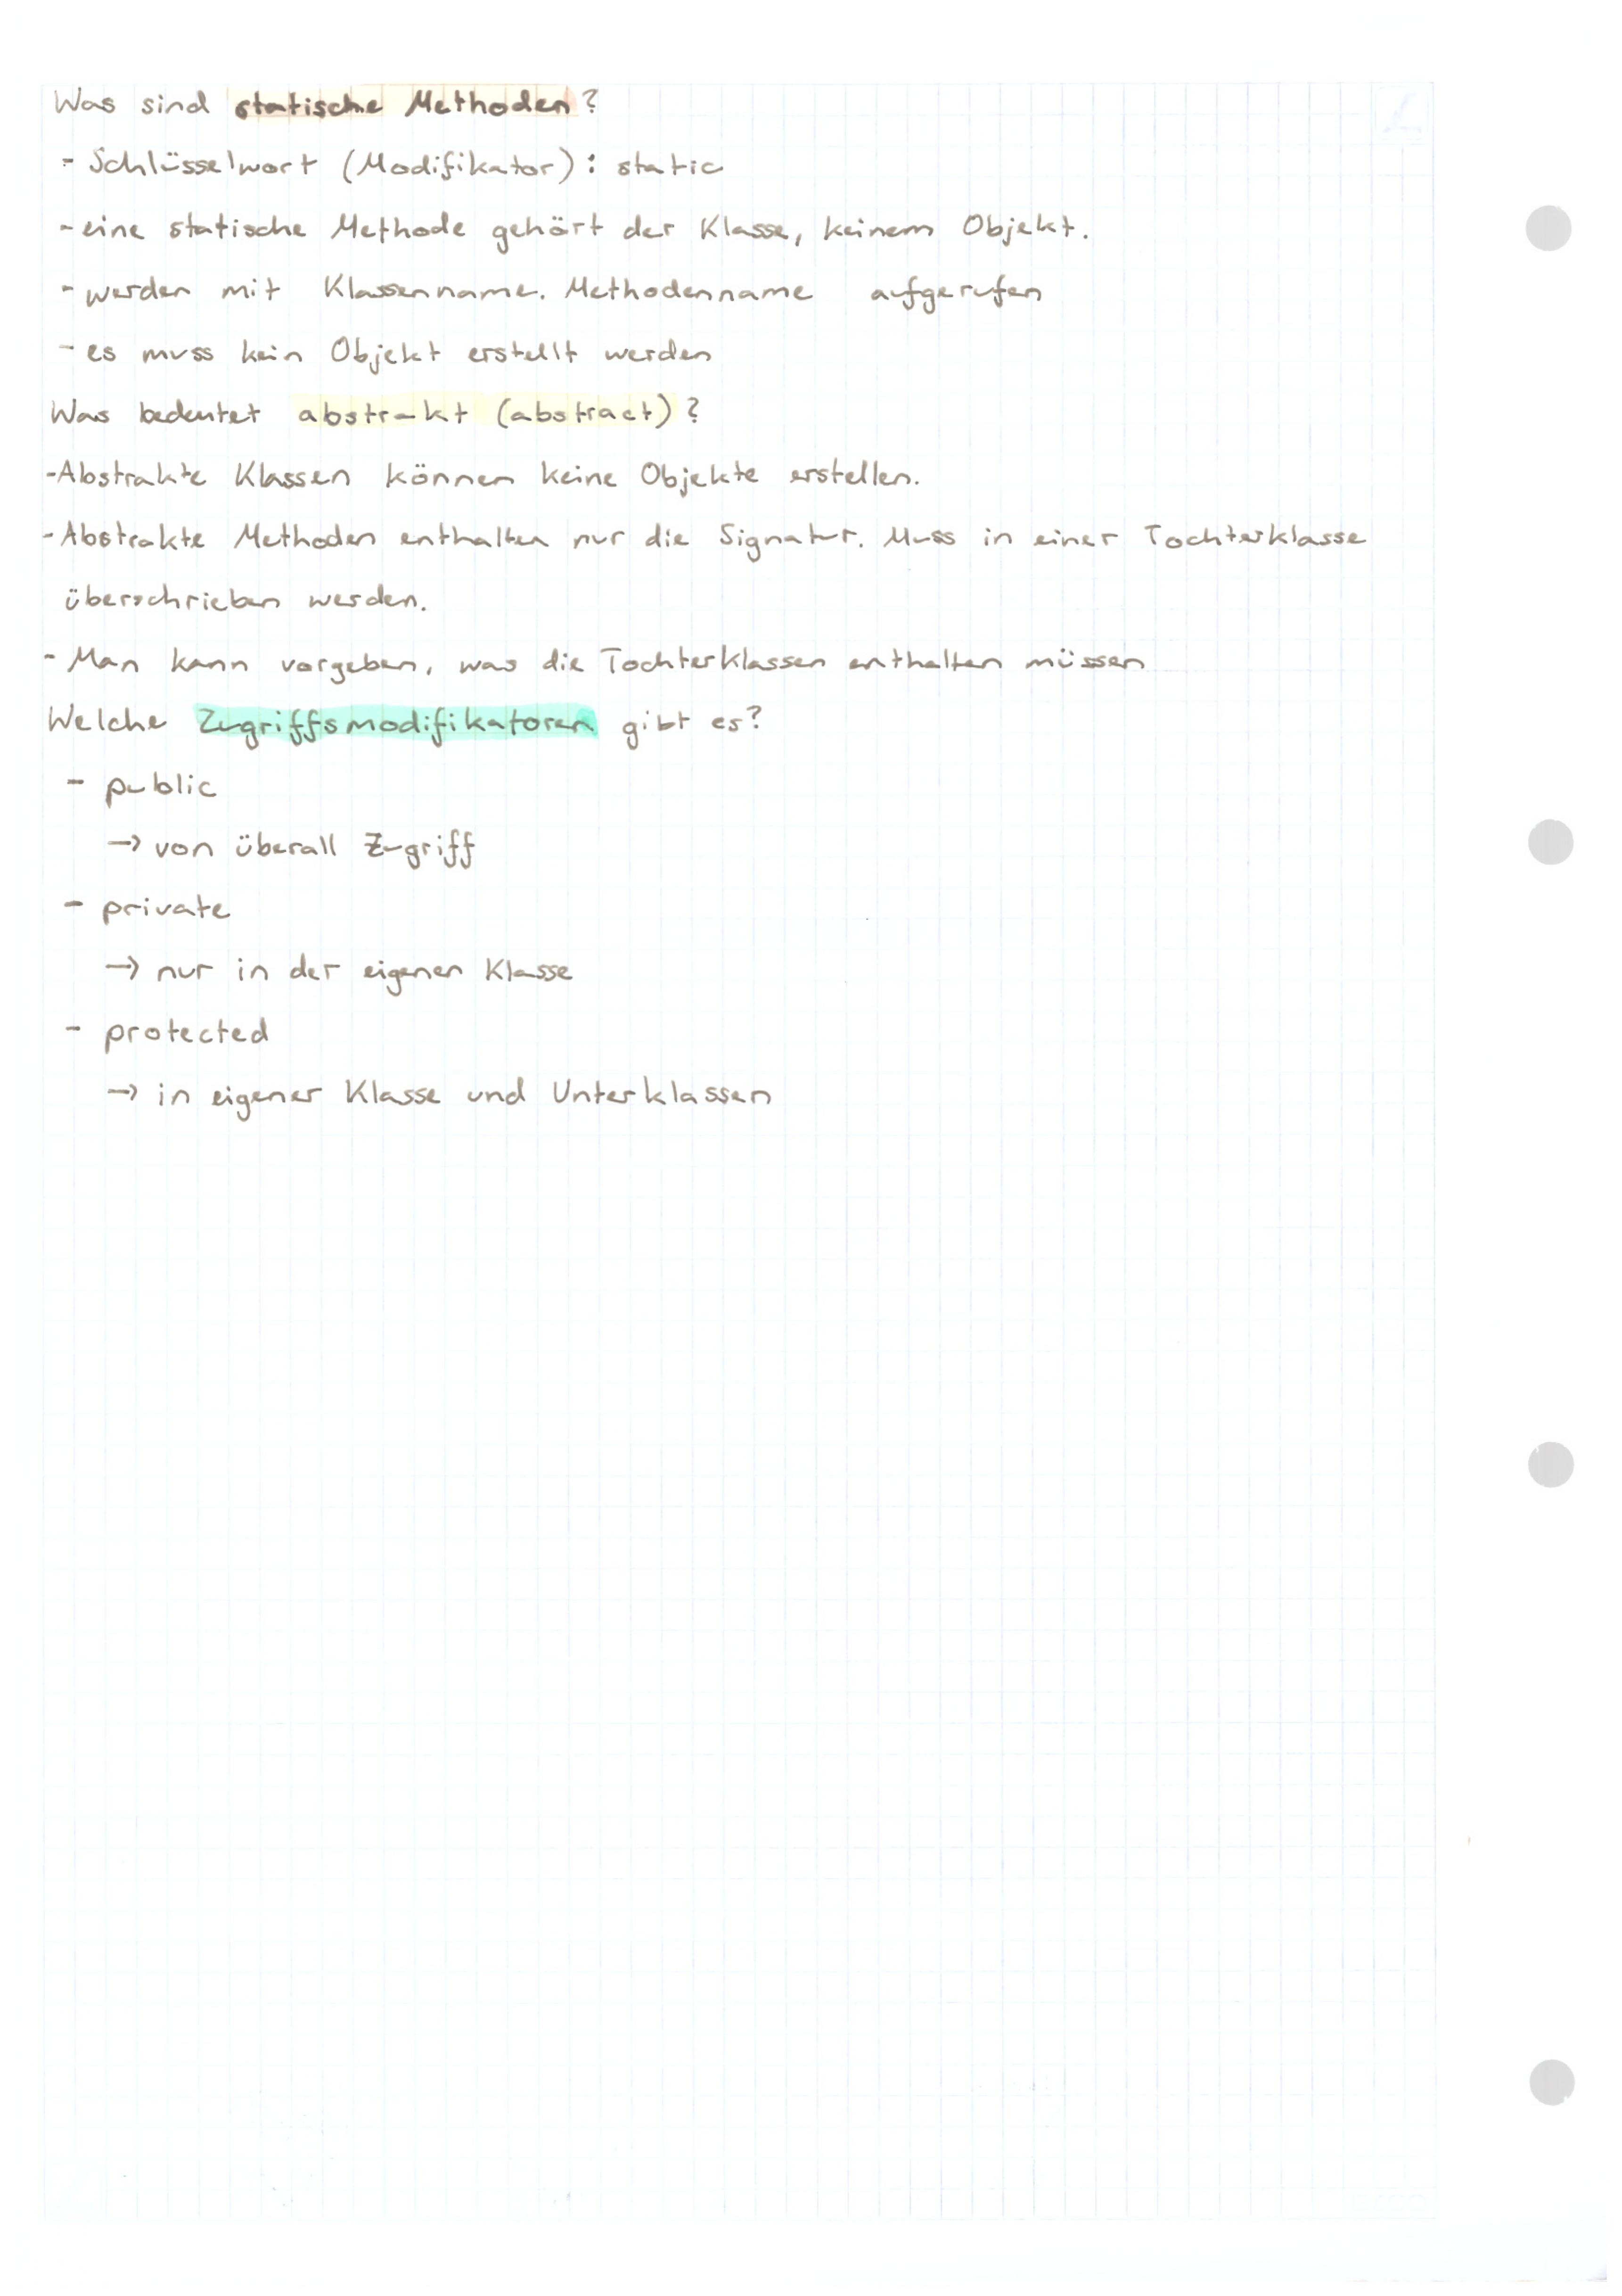 Was sind statische Methoden?
- Schlüsselwort (Modifikator): static
- eine statische Methode gehört der Klasse, keinem Objekt.
- werden mit Klassenname. Methodenname aufgerufen
- es muss kein Objekt erstellt werden
Was bedeutet abstrakt (abstract)?
- Abstrakte Klassen können keine Objekte erstellen.
- Abstrakte Methoden enthalten nur die Signatur. Muss in einer Tochterklasse
überschrieben werden.
- Man kann vorgeben, was die Tochterklassen enthalten müssen
Welche Zugriffsmodifikatoren gibt es?
- public
→ von überall Zugriff
- private
→ nur in der eigenen Klasse
- protected
→ in eigener Klasse und Unterklassen